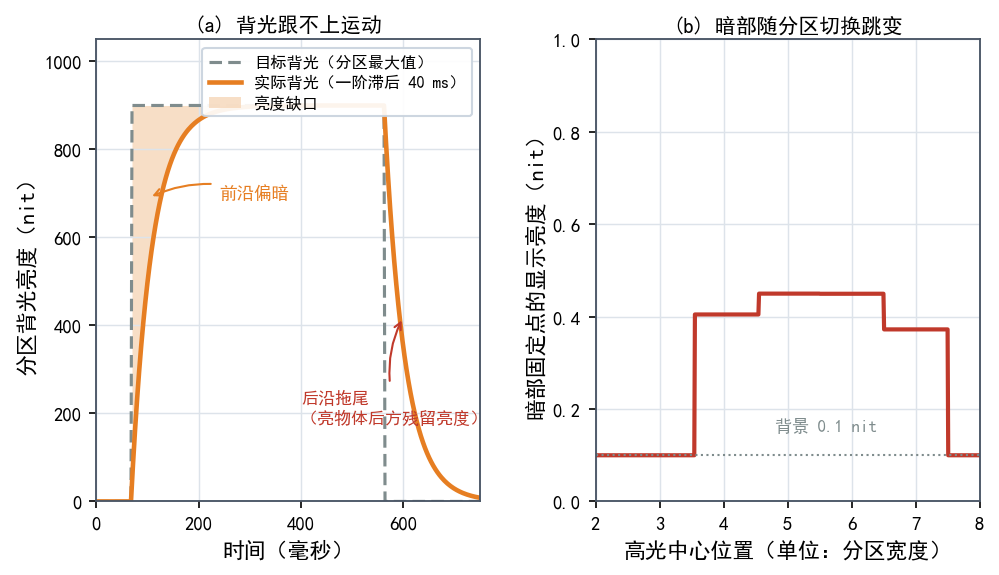 (a) 背光跟不上运动
1000
800
600
400
200
0
0
200
400
600
分区背光亮度（nit）
时间（毫秒）
目标背光（分区最大值）
实际背光（一阶滞后 40 ms）
亮度缺口
前沿偏暗
后沿拖尾
（亮物体后方残留亮度）
(b) 暗部随分区切换跳变
1.0
0.8
0.6
0.4
0.2
0.0
2
3
4
5
6
7
8
暗部固定点的显示亮度（nit）
高光中心位置（单位：分区宽度）
背景 0.1 nit